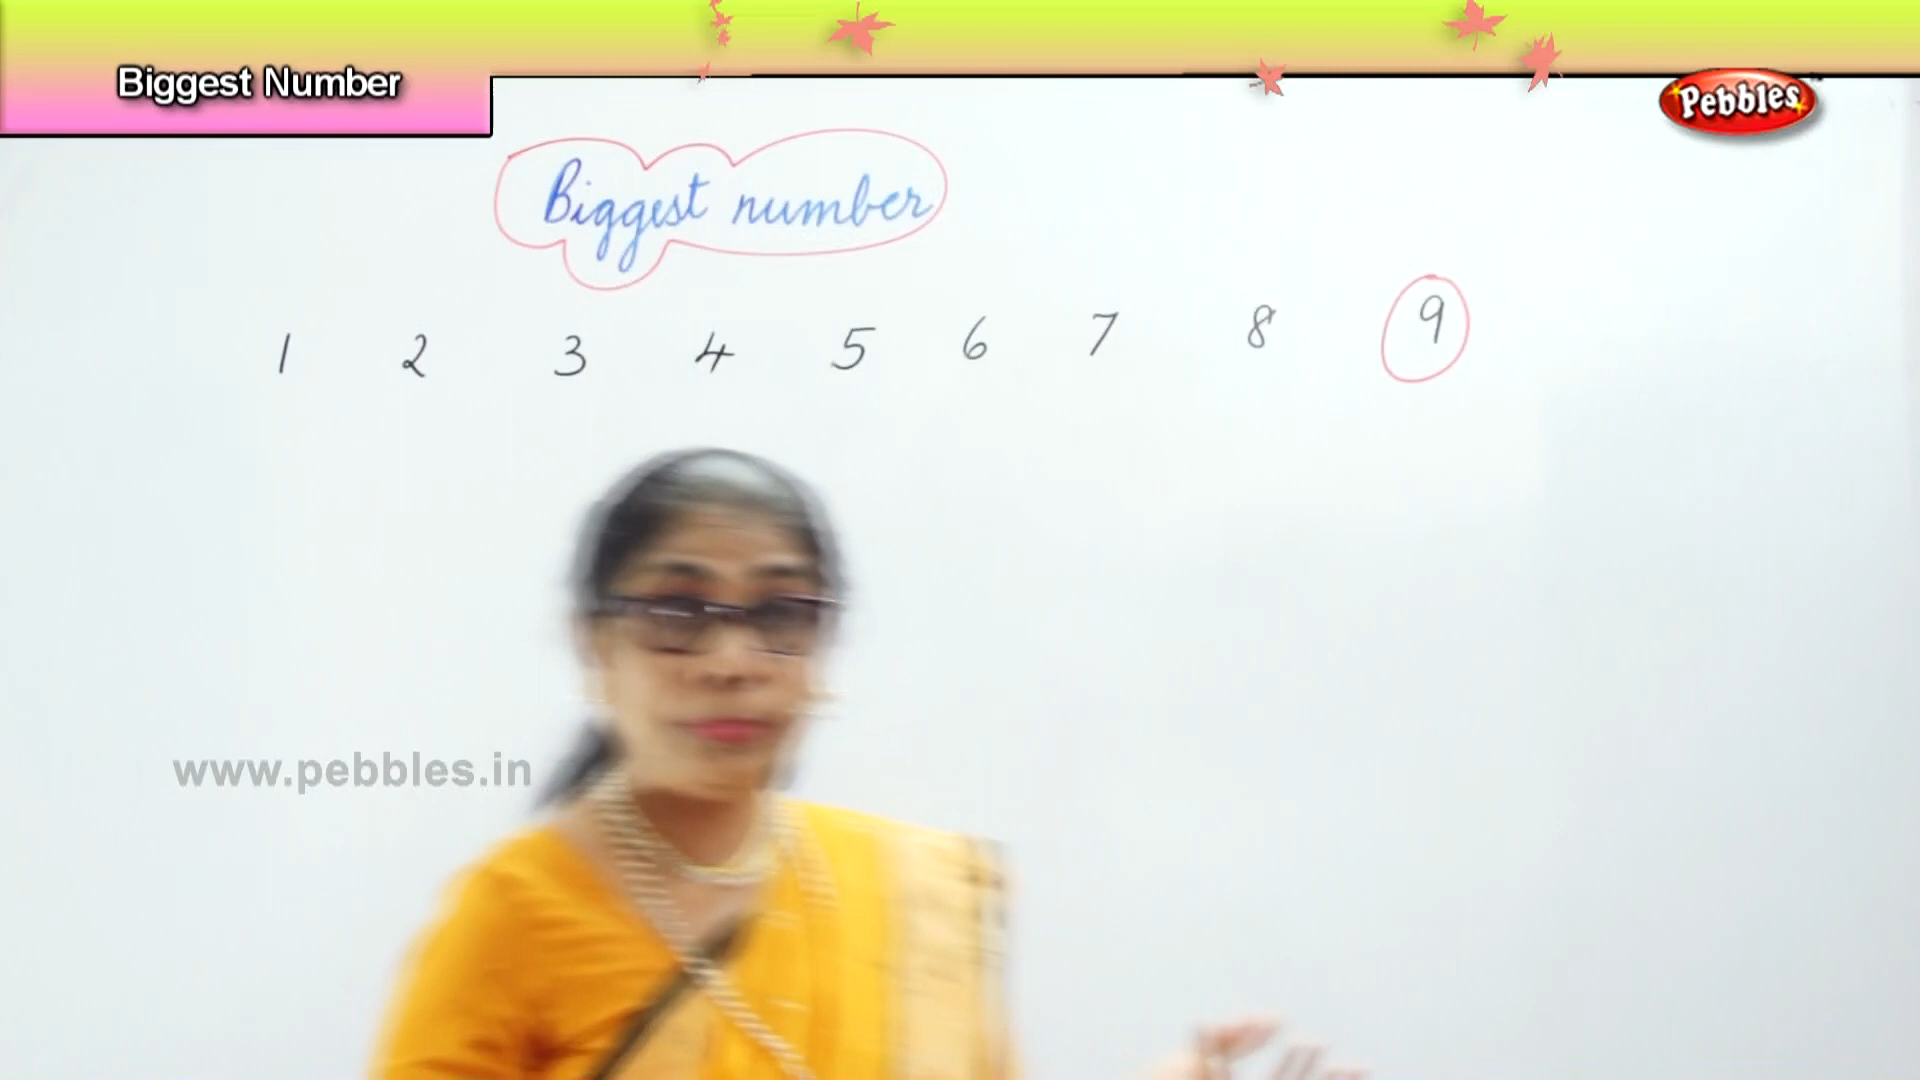 Biggest Number
Pebbles
Biggest number
1 2 3 4 5 6 7 8 9
www.pebbles.in